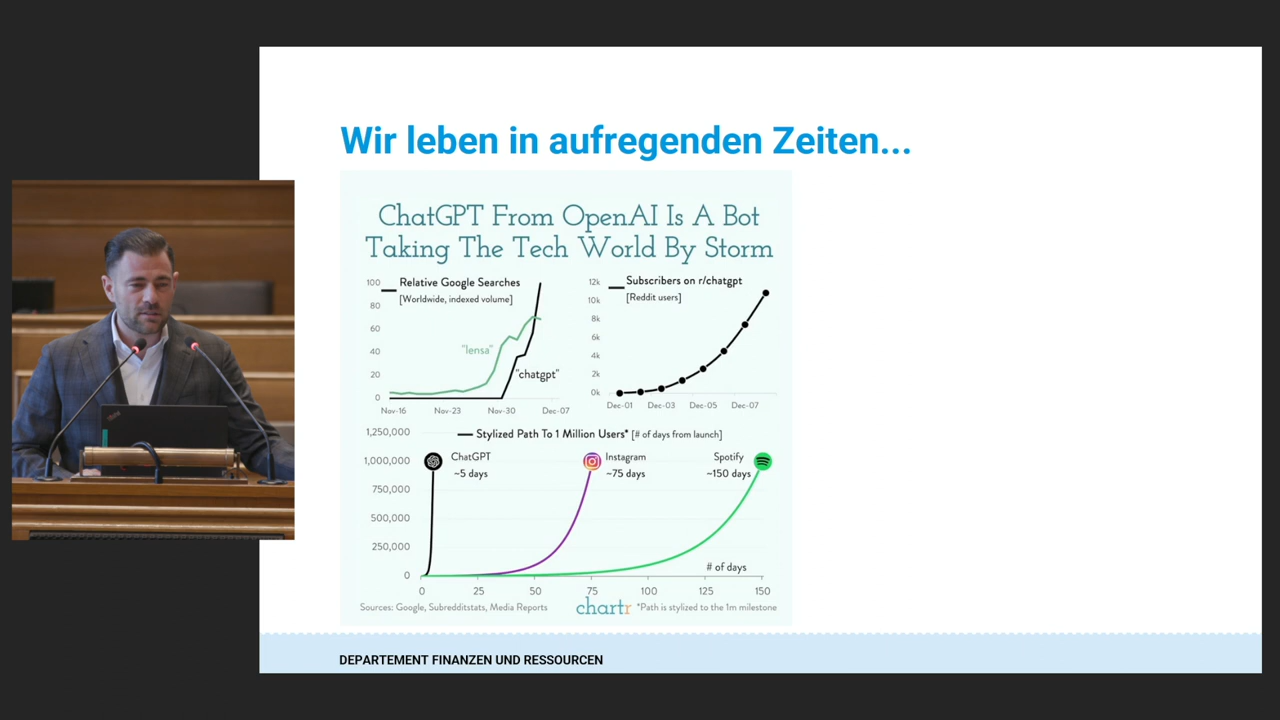 Wir leben in aufregenden Zeiten...
ChatGPT From OpenAI Is A Bot
Taking The Tech World By Storm
Relative Google Searches
[Worldwide, indexed volume]
100
80
60
40
20
0
"lensa"
"chatgpt"
Nov-16 Nov-23 Nov-30 Dec-07
Subscribers on r/chatgpt
[Reddit users]
12k
10k
8k
6k
4k
2k
0k
Dec-01 Dec-03 Dec-05 Dec-07
Stylized Path To 1 Million Users* [# of days from launch]
1,250,000
1,000,000
750,000
500,000
250,000
0
ChatGPT
~5 days
Instagram
~75 days
Spotify
~150 days
# of days
0 25 50 75 100 125 150
Sources: Google, Subredditstats, Media Reports
chartr
*Path is stylized to the 1m milestone
DEPARTEMENT FINANZEN UND RESSOURCEN